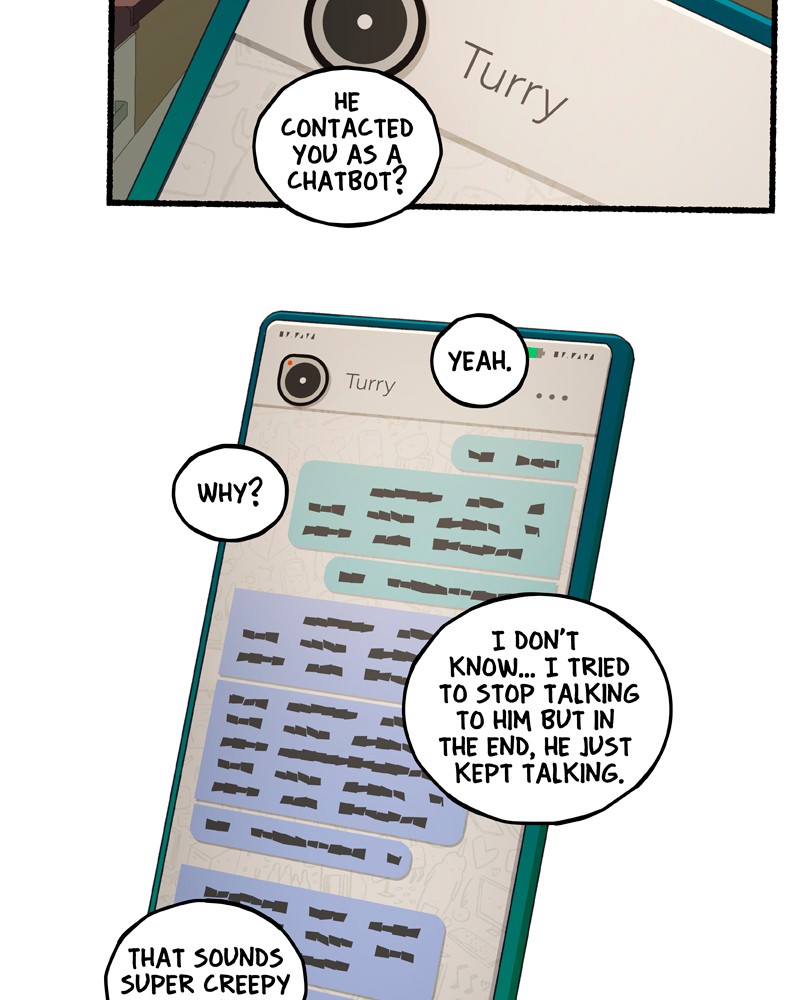 Turry
HE
CONTACTED
YOU AS A
CHATBOT?
YEAH.
Turry
WHY?
I DON'T
KNOW... I TRIED
TO STOP TALKING
TO HIM BUT IN
THE END, HE JUST
KEPT TALKING.
THAT SOUNDS
SUPER CREEPY